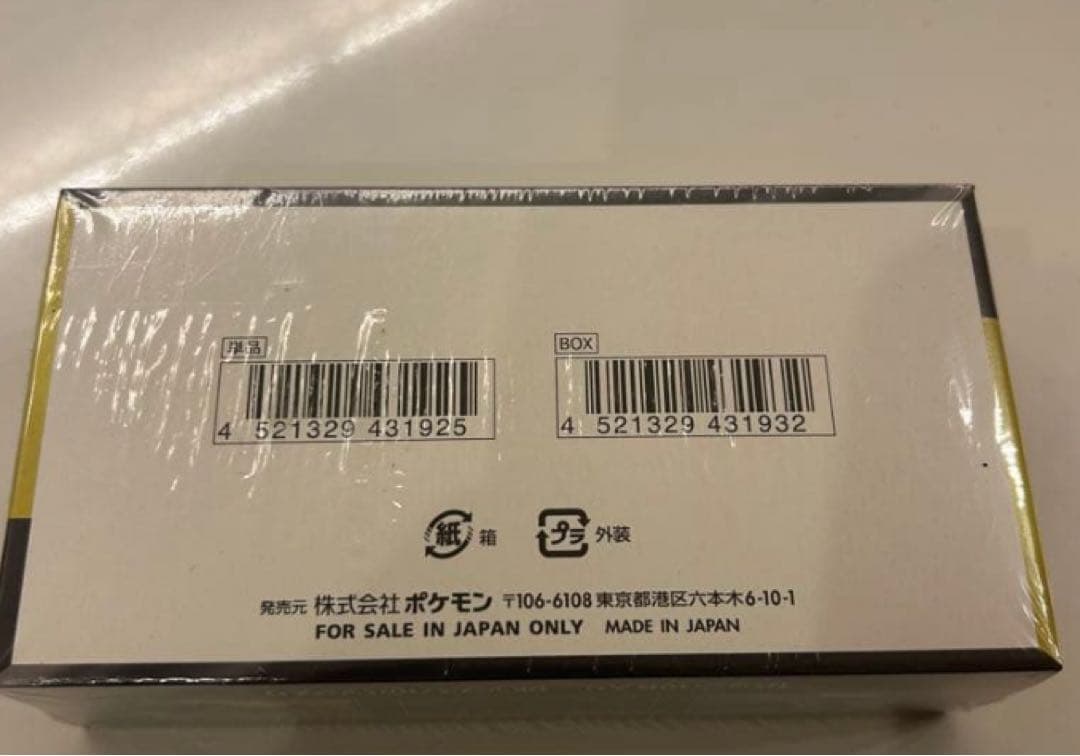 単品
BOX
4 521329 431925
4 521329 431932
紙 箱
プラ 外装
発売元 株式会社ポケモン 〒106-6108 東京都港区六本木6-10-1
FOR SALE IN JAPAN ONLY MADE IN JAPAN